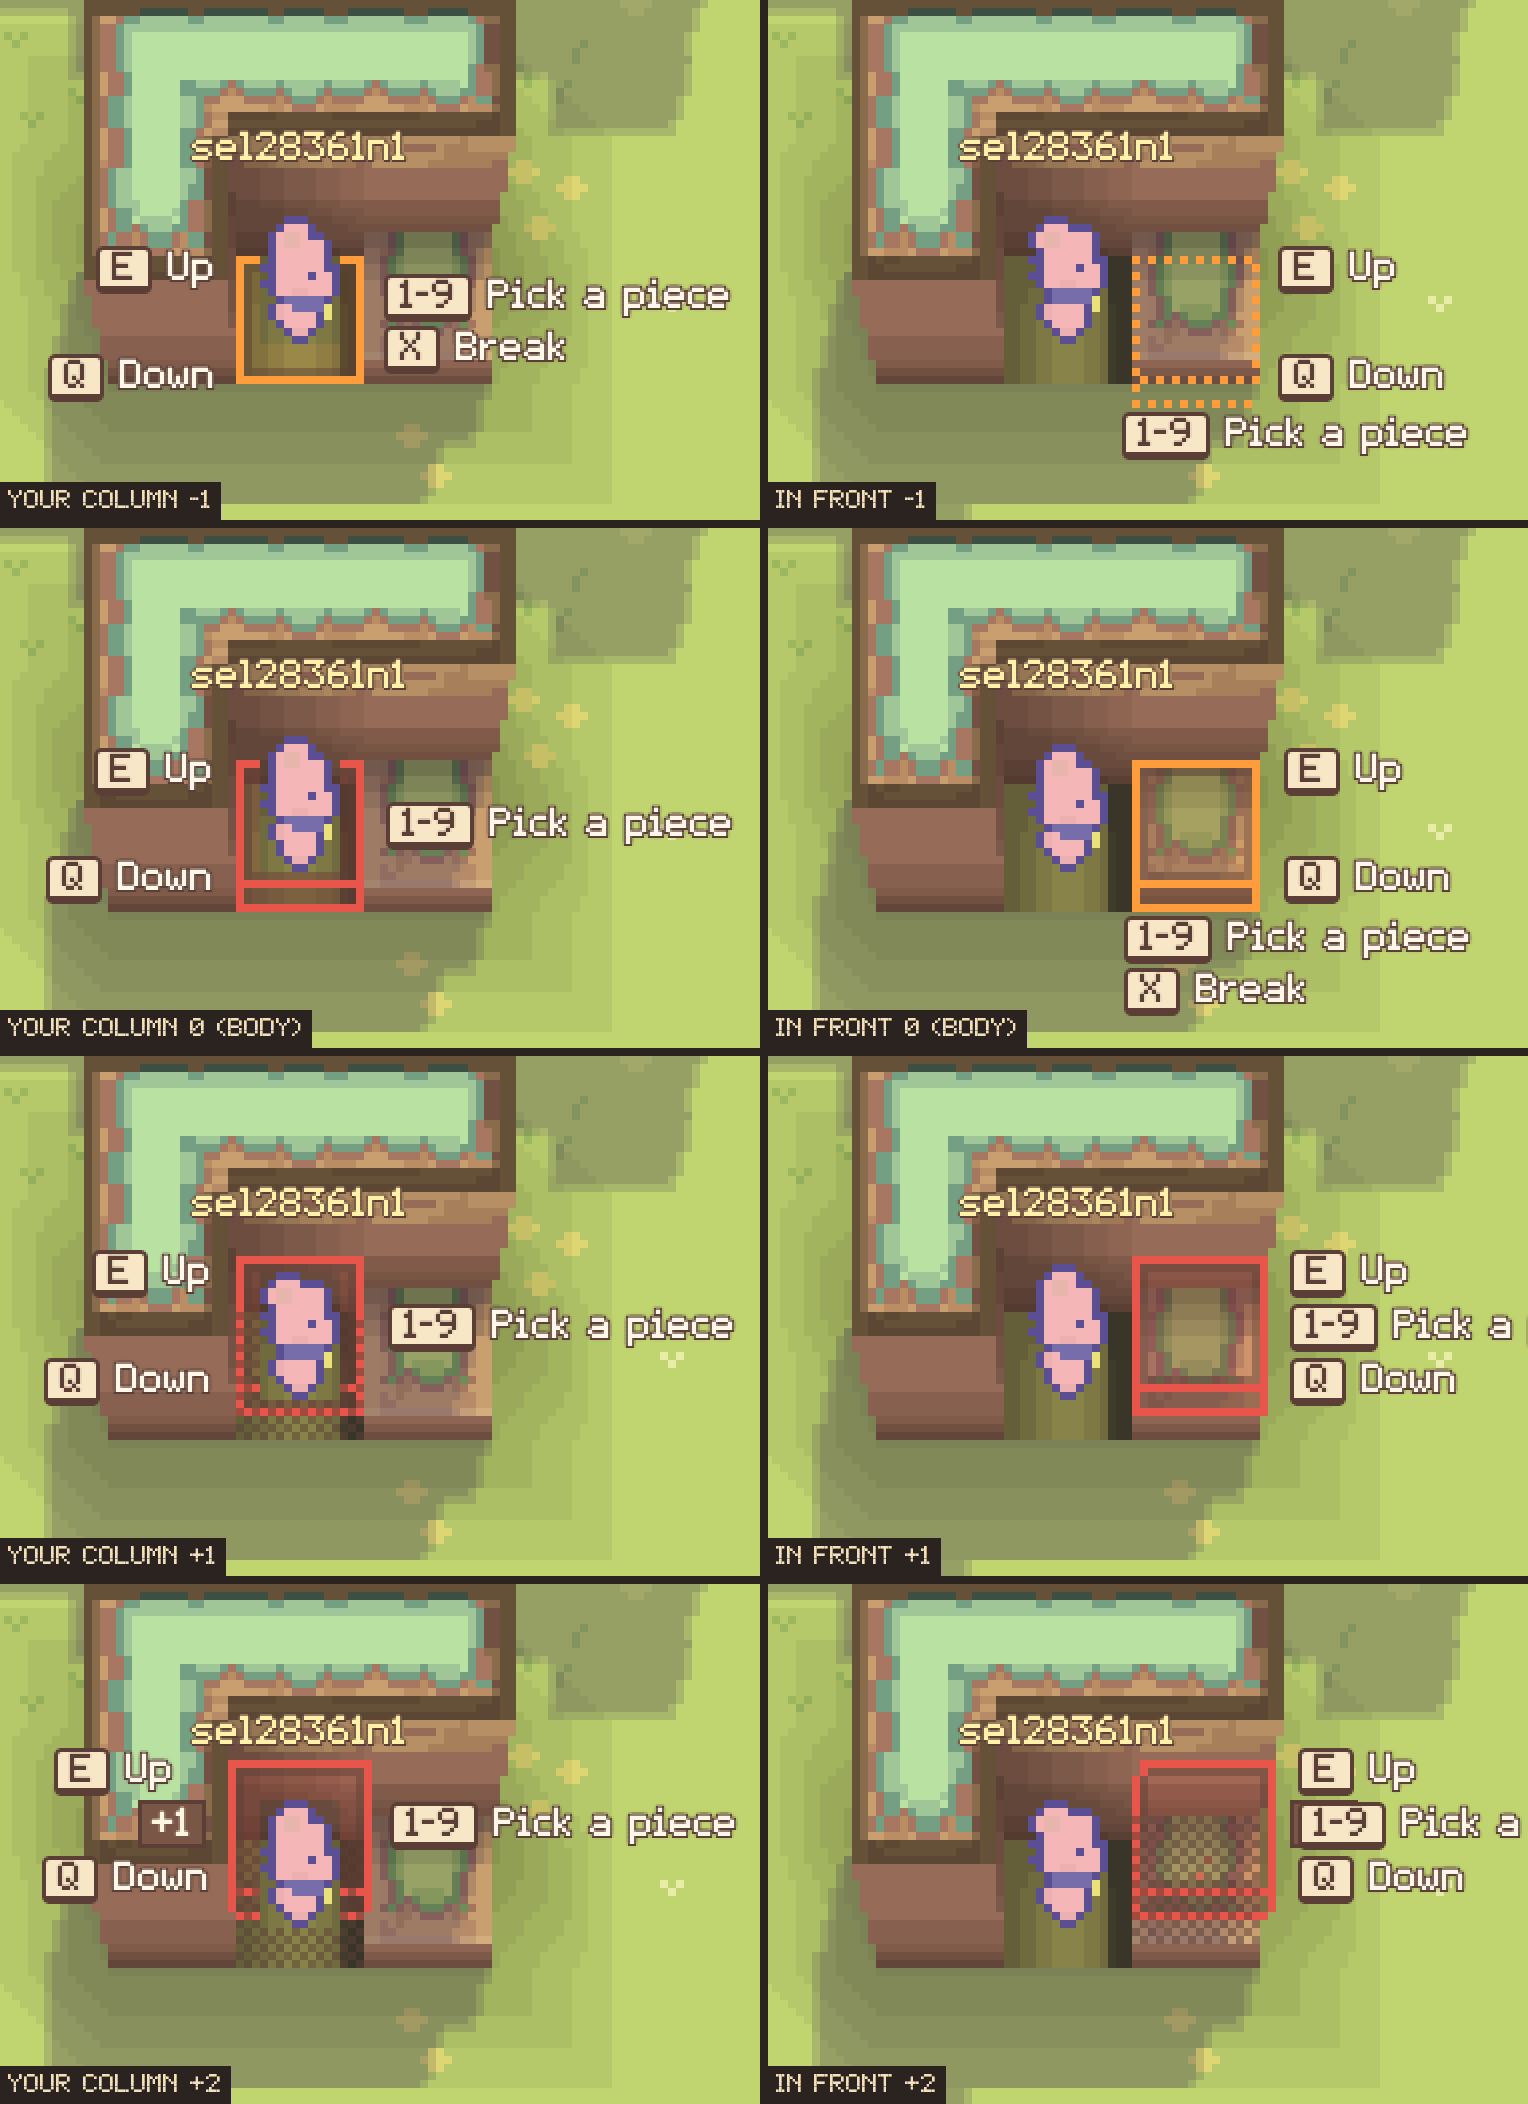 sel28361n1
E Up
1-9 Pick a piece
X Break
Q Down
YOUR COLUMN -1
sel28361n1
E Up
Q Down
1-9 Pick a piece
IN FRONT -1
sel28361n1
E Up
1-9 Pick a piece
Q Down
YOUR COLUMN 0 (BODY)
sel28361n1
E Up
Q Down
1-9 Pick a piece
X Break
IN FRONT 0 (BODY)
sel28361n1
E Up
1-9 Pick a piece
Q Down
YOUR COLUMN +1
sel28361n1
E Up
1-9 Pick a
Q Down
IN FRONT +1
sel28361n1
E Up
+1
1-9 Pick a piece
Q Down
YOUR COLUMN +2
sel28361n1
E Up
1-9 Pick a
Q Down
IN FRONT +2